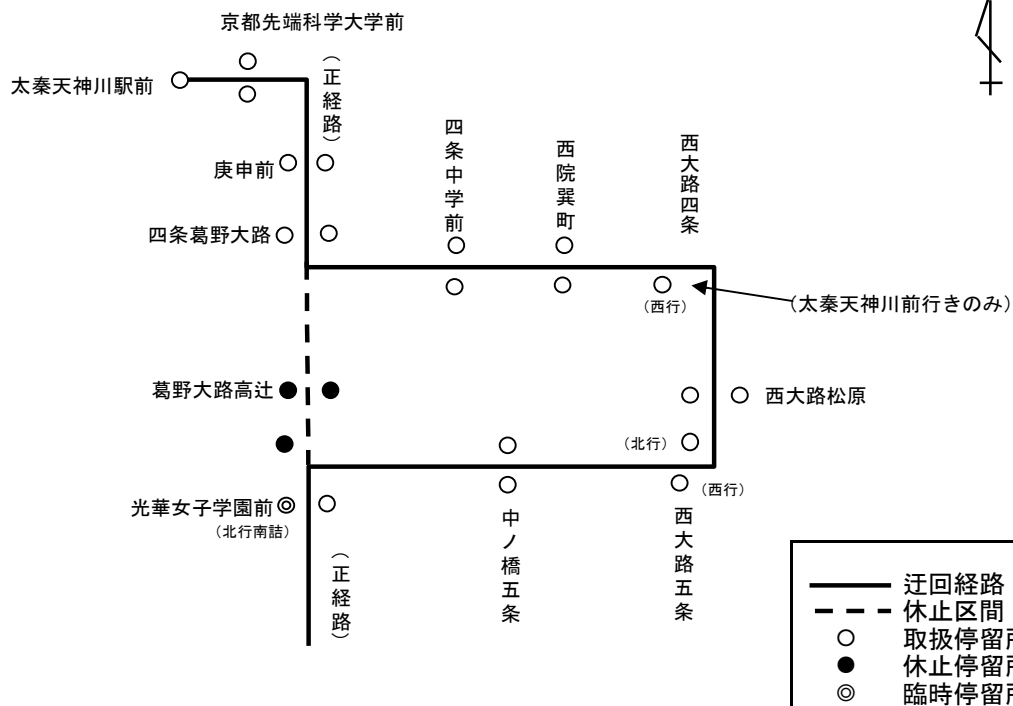 京都先端科学大学前
太秦天神川駅前
（正経路）
庚申前
四条葛野大路
四条中学前
西院巽町
西大路四条
（西行）
（太秦天神川前行きのみ）
葛野大路高辻
西大路松原
（北行）
光華女子学園前
（北行南詰）
（西行）
中ノ橋五条
西大路五条
（正経路）
迂回経路
休止区間
取扱停留所
休止停留所
臨時停留所